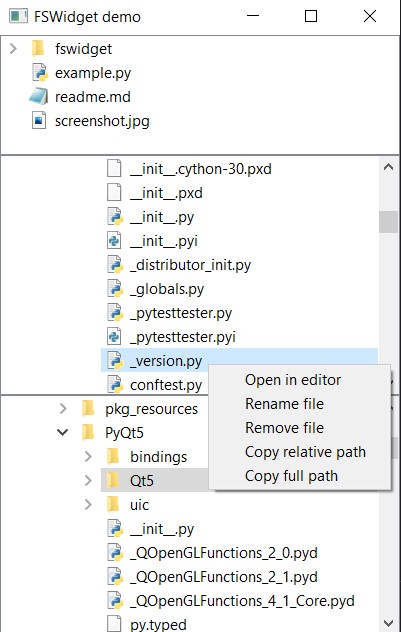 FSWidget demo
fswidget
example.py
readme.md
screenshot.jpg
__init__.cython-30.pxd
__init__.pxd
__init__.py
__init__.pyi
_distributor_init.py
_globals.py
_pytesttester.py
_pytesttester.pyi
_version.py
conftest.py
Open in editor
Rename file
Remove file
Copy relative path
Copy full path
pkg_resources
PyQt5
bindings
Qt5
uic
__init__.py
_QOpenGLFunctions_2_0.pyd
_QOpenGLFunctions_2_1.pyd
_QOpenGLFunctions_4_1_Core.pyd
py.typed